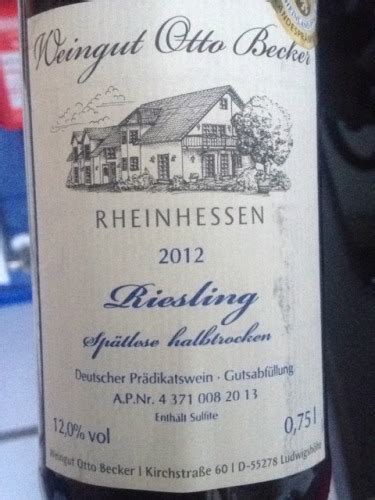 Weingut Otto Becker
RHEINHESSEN
2012
Riesling
Spätlese halbtrocken
Deutscher Prädikatswein · Gutsabfüllung
A.P.Nr. 4 371 008 20 13
Enthält Sulfite
12,0% vol 0,75 l
Weingut Otto Becker | Kirchstraße 60 | D-55278 Ludwigshöhe